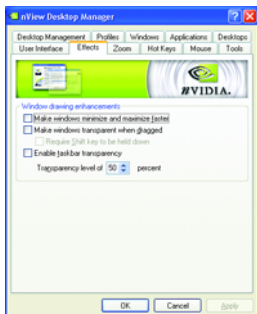 nView Desktop Manager
Desktop Management Profiles Windows Applications Desktops
User Interface Effects Zoom Hot Keys Mouse Tools
NVIDIA.
Window drawing enhancements
Make windows minimize and maximize faster
Make windows transparent when dragged
Require Shift key to be held down
Enable taskbar transparency
Transparency level of 50 percent
OK Cancel Apply